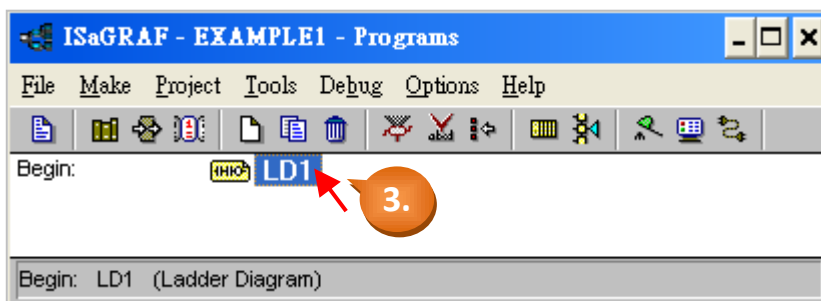 ISaGRAF - EXAMPLE1 - Programs
File Make Project Tools Debug Options Help
Begin: LD1
3.
Begin: LD1 (Ladder Diagram)